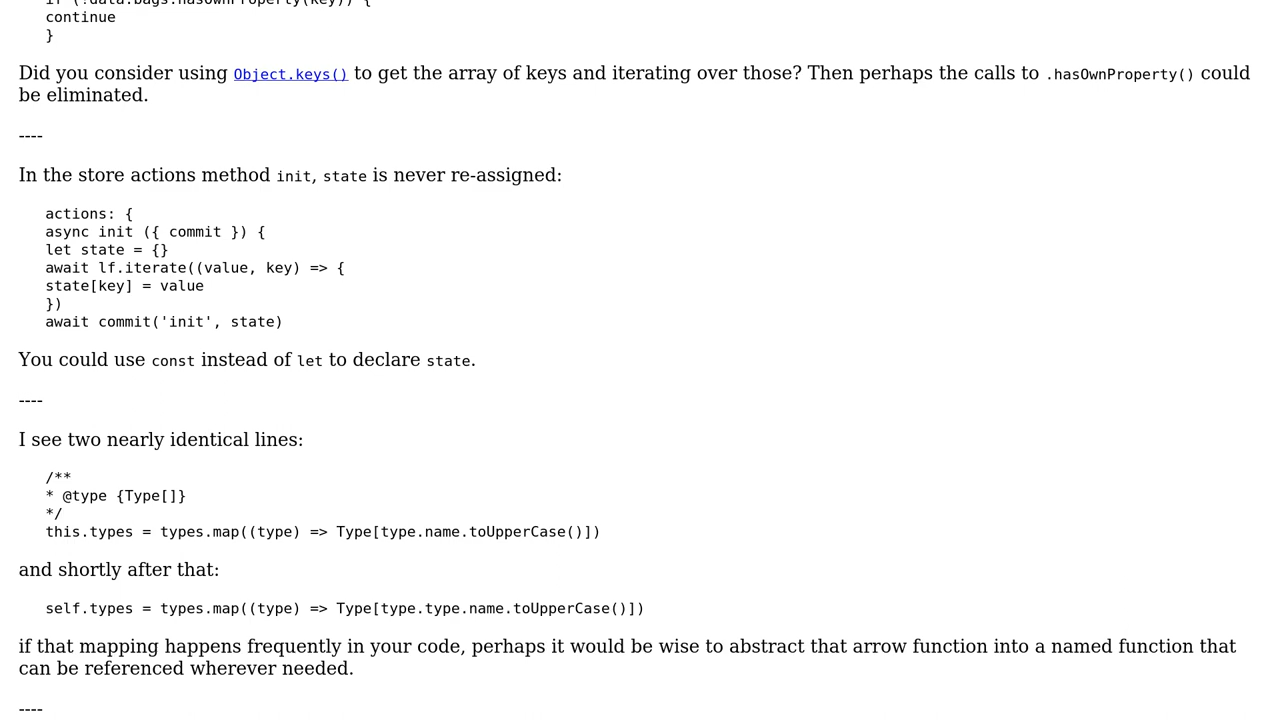 if (!data.bags.hasOwnProperty(key)) {
continue
}
Did you consider using Object.keys() to get the array of keys and iterating over those? Then perhaps the calls to .hasOwnProperty() could
be eliminated.
----
In the store actions method init, state is never re-assigned:
actions: {
async init ({ commit }) {
let state = {}
await lf.iterate((value, key) => {
state[key] = value
})
await commit('init', state)
You could use const instead of let to declare state.
----
I see two nearly identical lines:
/**
* @type {Type[]}
*/
this.types = types.map((type) => Type[type.name.toUpperCase()])
and shortly after that:
self.types = types.map((type) => Type[type.type.name.toUpperCase()])
if that mapping happens frequently in your code, perhaps it would be wise to abstract that arrow function into a named function that
can be referenced wherever needed.
----